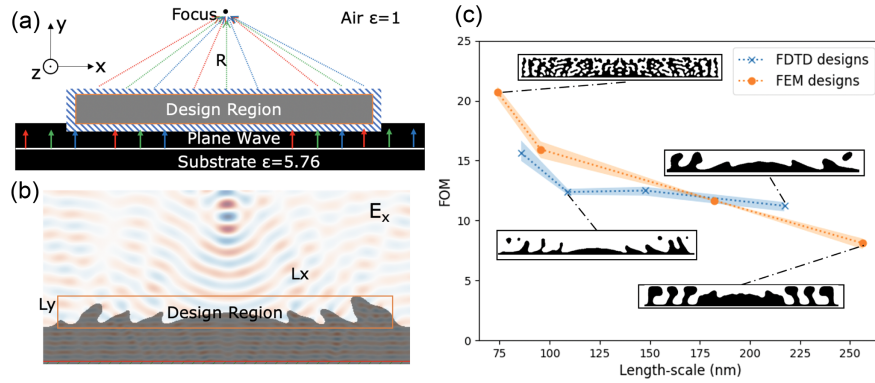 (a)
Focus
Air ε=1
y
x
z
R
Design Region
Plane Wave
Substrate ε=5.76
(b)
Ex
Lx
Ly
Design Region
(c)
FOM
25
20
15
10
5
0
75
100
125
150
175
200
225
250
Length-scale (nm)
FDTD designs
FEM designs